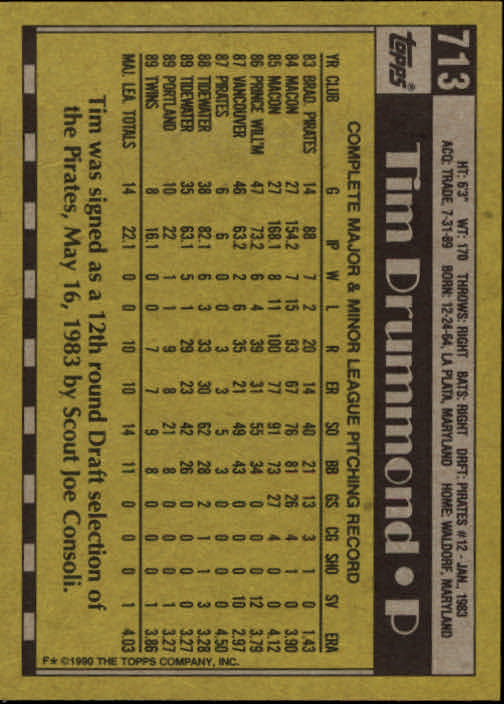 713
Topps®
Tim Drummond • P
HT: 6'3" WT: 170 THROWS: RIGHT BATS: RIGHT DRFT: PIRATES #12 - JAN., 1983
ACQ: TRADE, 7-31-89 BORN: 12-24-64, LA PLATA, MARYLAND HOME: WALDORF, MARYLAND
COMPLETE MAJOR & MINOR LEAGUE PITCHING RECORD
YR CLUB G IP W L R ER SO BB GS CG SHO SV ERA
83 BRAD. PIRATES 14 88 7 2 20 14 40 21 13 3 1 0 1.43
84 MACON 27 154.2 7 15 93 67 76 81 26 4 1 0 3.90
85 MACON 27 168.1 8 11 100 77 91 73 27 4 0 0 4.12
86 PRINCE WILL'M 47 73.2 6 4 39 31 55 34 0 0 0 12 3.79
87 VANCOUVER 46 63.2 2 6 35 21 49 43 0 0 0 10 2.97
87 PIRATES 6 6 0 0 3 3 5 3 0 0 0 0 4.50
88 TIDEWATER 38 82.1 6 3 33 30 62 28 2 1 1 3 3.28
89 TIDEWATER 35 63.1 5 1 29 23 42 26 0 0 0 1 3.27
89 PORTLAND 10 22 1 1 9 8 21 8 0 0 0 1 3.27
89 TWINS 8 16.1 0 0 7 7 9 8 0 0 0 1 3.86
MAJ. LEA. TOTALS 14 22.1 0 0 10 10 14 11 0 0 0 1 4.03
Tim was signed as a 12th round Draft selection of
the Pirates, May 16, 1983 by Scout Joe Consoli.
F* ©1990 THE TOPPS COMPANY, INC.